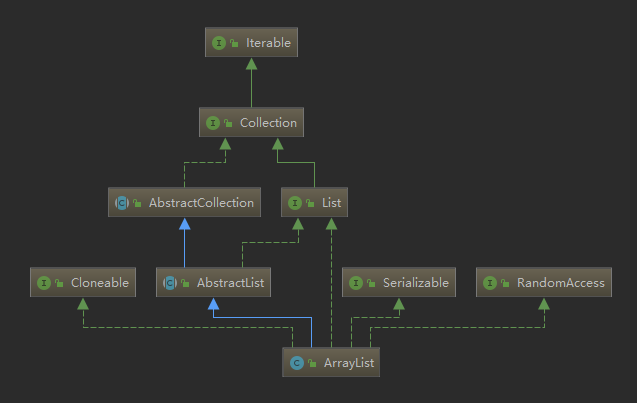 I Iterable
I Collection
C AbstractCollection
I List
I Cloneable
C AbstractList
I Serializable
I RandomAccess
C ArrayList